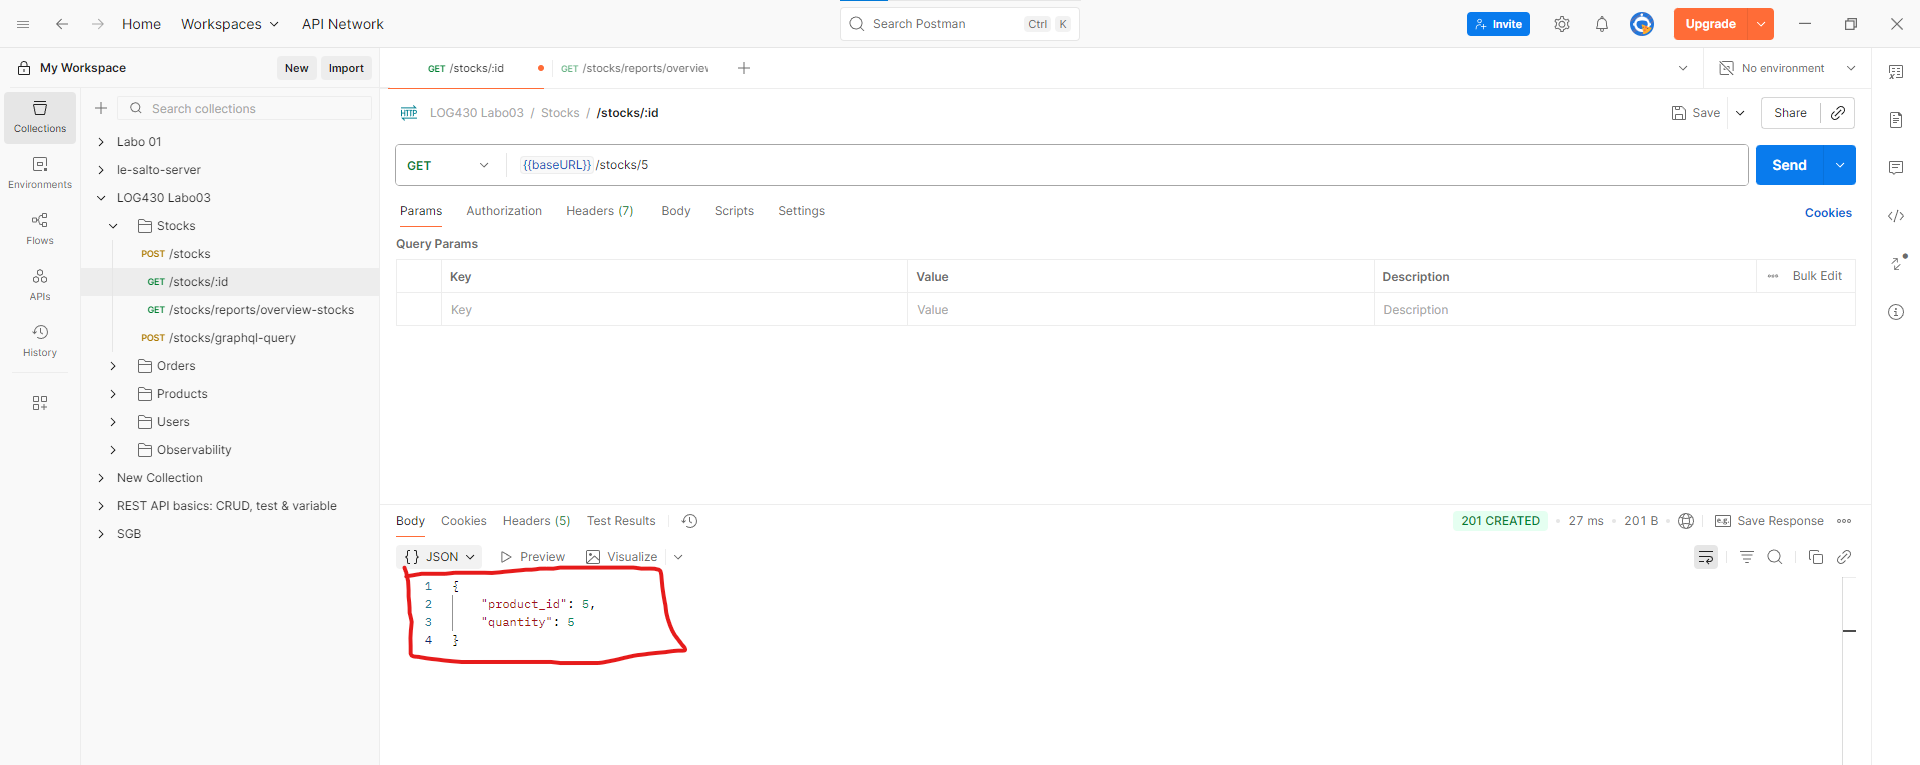 Home Workspaces API Network Search Postman Ctrl K Invite Upgrade
My Workspace New Import GET /stocks/:id GET /stocks/reports/overview No environment
Search collections
Collections
Environments
Flows
APIs
History
Labo 01
le-salto-server
LOG430 Labo03
Stocks
POST /stocks
GET /stocks/:id
GET /stocks/reports/overview-stocks
POST /stocks/graphql-query
Orders
Products
Users
Observability
New Collection
REST API basics: CRUD, test & variable
SGB
HTTP LOG430 Labo03 / Stocks / /stocks/:id Save Share
GET {{baseURL}}/stocks/5 Send
Params Authorization Headers (7) Body Scripts Settings Cookies
Query Params
Key Value Description Bulk Edit
Key Value Description
Body Cookies Headers (5) Test Results 201 CREATED 27 ms 201 B e.g. Save Response
{} JSON Preview Visualize
1 {
2 "product_id": 5,
3 "quantity": 5
4 }